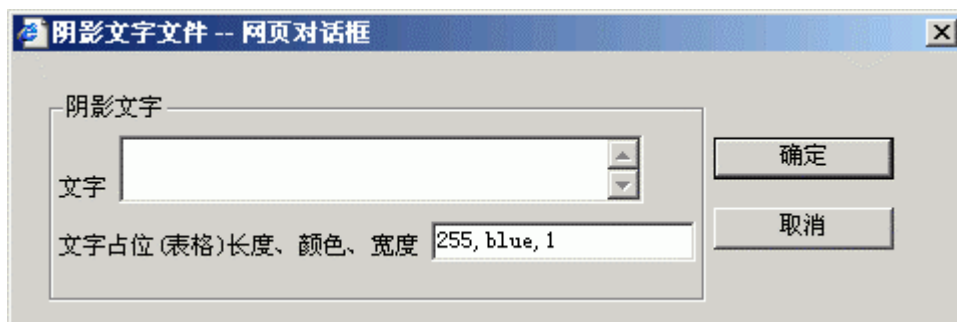 阴影文字文件 -- 网页对话框
阴影文字
文字
确定
文字占位(表格)长度、颜色、宽度 255,blue,1
取消